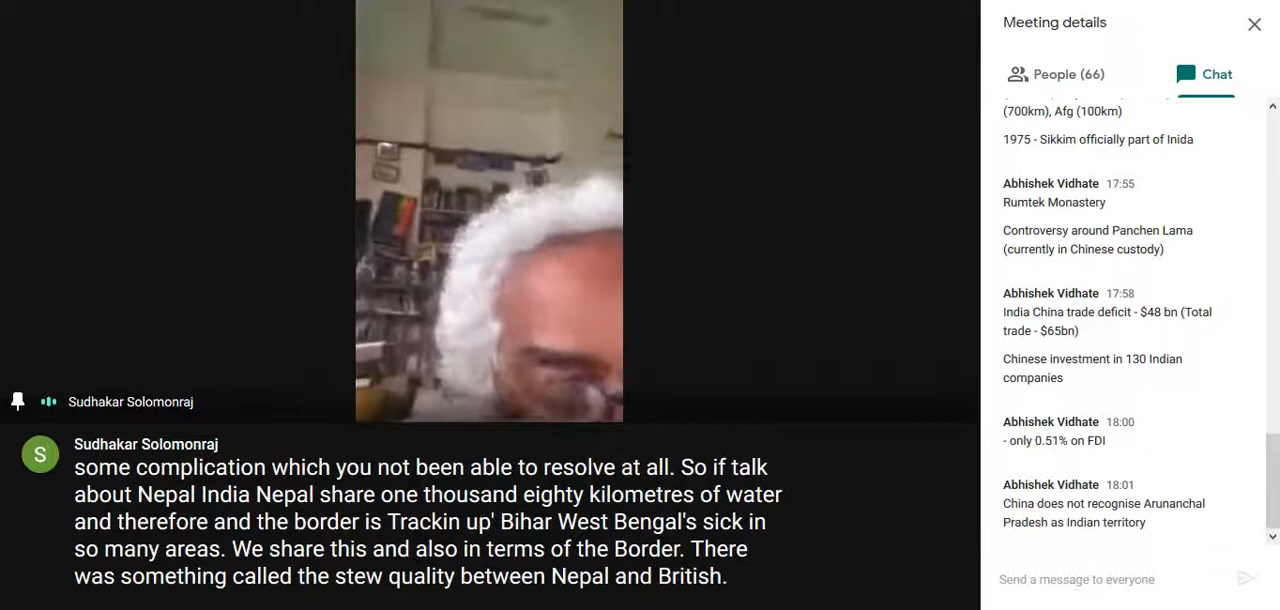 Sudhakar Solomonraj
S
Sudhakar Solomonraj
some complication which you not been able to resolve at all. So if talk
about Nepal India Nepal share one thousand eighty kilometres of water
and therefore and the border is Trackin up' Bihar West Bengal's sick in
so many areas. We share this and also in terms of the Border. There
was something called the stew quality between Nepal and British.
Meeting details
People (66)
Chat
(700km), Afg (100km)
1975 - Sikkim officially part of Inida
Abhishek Vidhate 17:55
Rumtek Monastery
Controversy around Panchen Lama
(currently in Chinese custody)
Abhishek Vidhate 17:58
India China trade deficit - $48 bn (Total
trade - $65bn)
Chinese investment in 130 Indian
companies
Abhishek Vidhate 18:00
- only 0.51% on FDI
Abhishek Vidhate 18:01
China does not recognise Arunanchal
Pradesh as Indian territory
Send a message to everyone